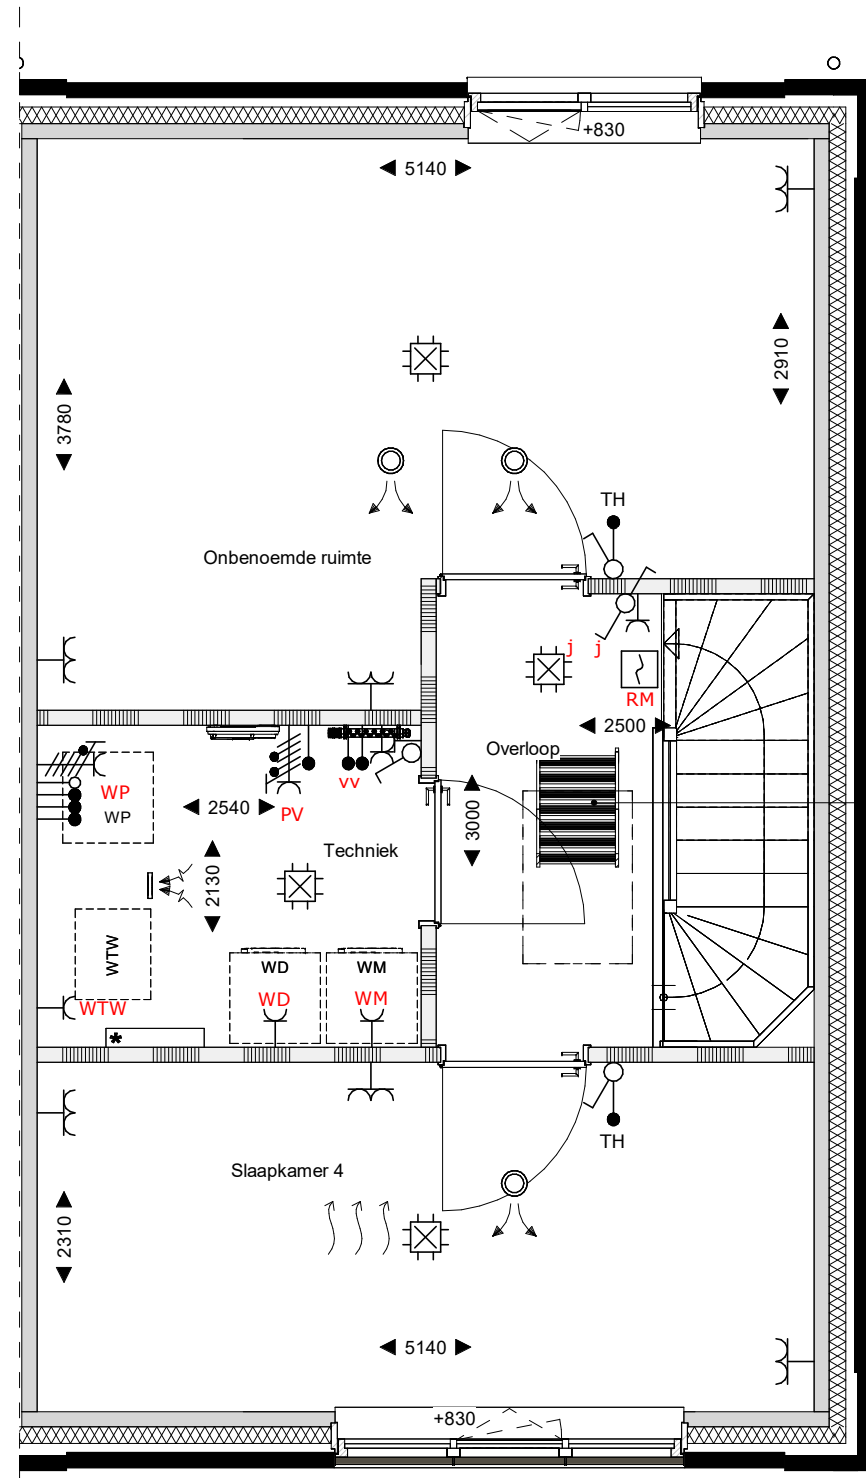 +830
5140
2910
3780
TH
Onbenoemde ruimte
j j
RM
2500
Overloop
vv
WP
WP
2540
PV
3000
Techniek
2130
WTW
WD
WM
WD
WM
WTW
*
TH
Slaapkamer 4
2310
5140
+830